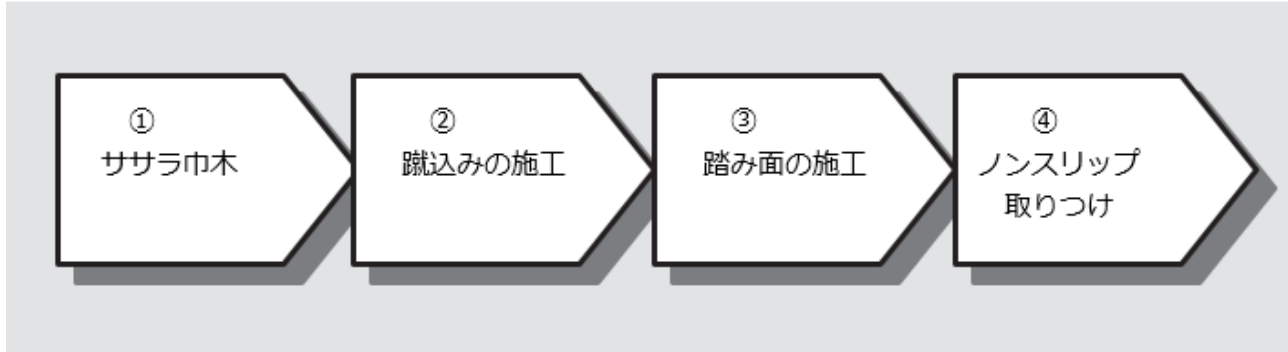 ①
ササラ巾木
②
蹴込みの施工
③
踏み面の施工
④
ノンスリップ
取りつけ